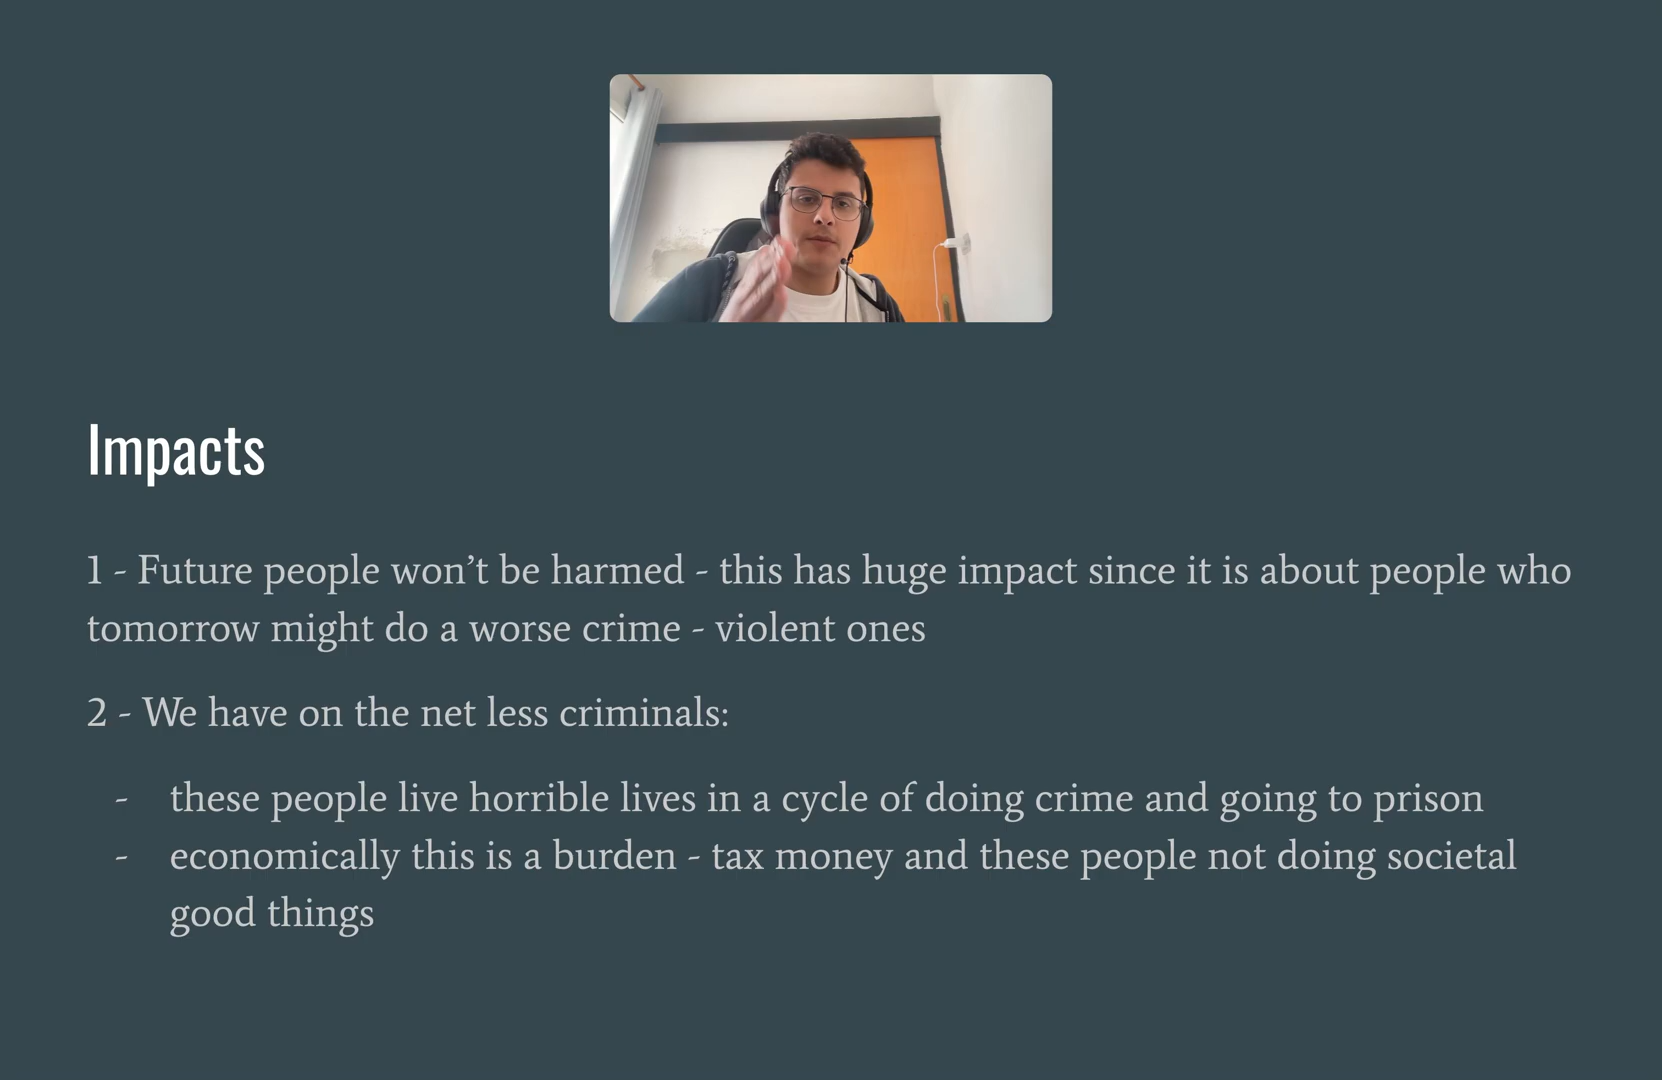 Impacts
1 - Future people won’t be harmed - this has huge impact since it is about people who
tomorrow might do a worse crime - violent ones
2 - We have on the net less criminals:
- these people live horrible lives in a cycle of doing crime and going to prison
- economically this is a burden - tax money and these people not doing societal
good things